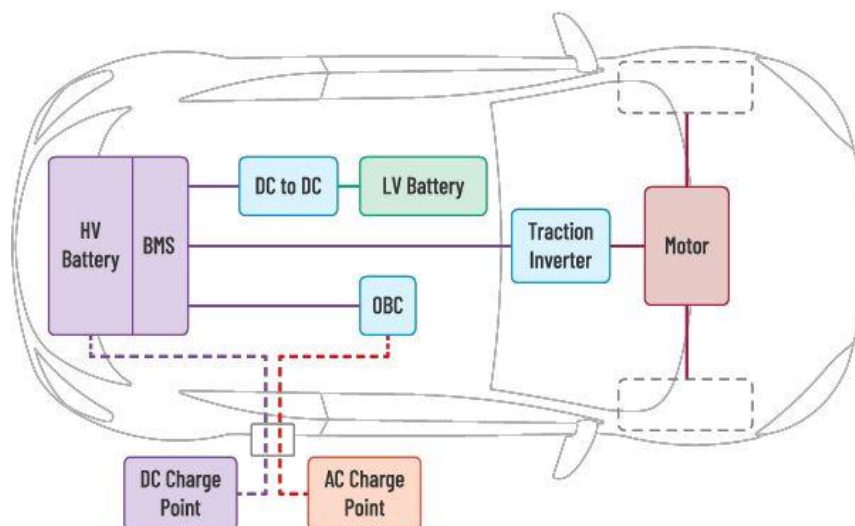 DC to DC
LV Battery
HV
Battery
BMS
Traction
Inverter
Motor
OBC
DC Charge
Point
AC Charge
Point